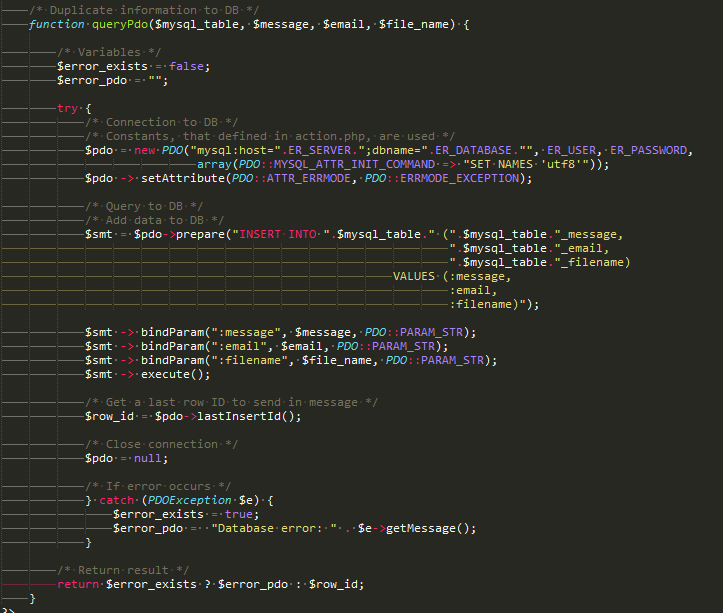 /* Duplicate information to DB */
function queryPdo($mysql_table, $message, $email, $file_name) {
/* Variables */
$error_exists = false;
$error_pdo = "";
try {
/* Connection to DB */
/* Constants, that defined in action.php, are used */
$pdo = new PDO("mysql:host=".ER_SERVER.";dbname=".ER_DATABASE."", ER_USER, ER_PASSWORD,
array(PDO::MYSQL_ATTR_INIT_COMMAND => "SET NAMES 'utf8'"));
$pdo -> setAttribute(PDO::ATTR_ERRMODE, PDO::ERRMODE_EXCEPTION);
/* Query to DB */
/* Add data to DB */
$smt = $pdo->prepare("INSERT INTO ".$mysql_table." (".$mysql_table."_message,
".$mysql_table."_email,
".$mysql_table."_filename)
VALUES (:message,
:email,
:filename)");
$smt -> bindParam(":message", $message, PDO::PARAM_STR);
$smt -> bindParam(":email", $email, PDO::PARAM_STR);
$smt -> bindParam(":filename", $file_name, PDO::PARAM_STR);
$smt -> execute();
/* Get a last row ID to send in message */
$row_id = $pdo->lastInsertId();
/* Close connection */
$pdo = null;
/* If error occurs */
} catch (PDOException $e) {
$error_exists = true;
$error_pdo =  "Database error: " . $e->getMessage();
}
/* Return result */
return $error_exists ? $error_pdo : $row_id;
}
?>